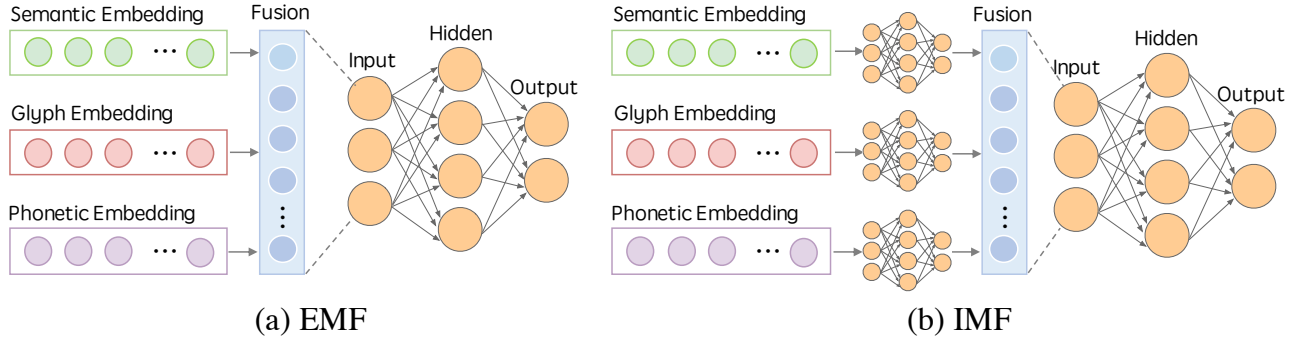 Semantic Embedding
Fusion
Hidden
Input
Output
Glyph Embedding
Phonetic Embedding
(a) EMF
Semantic Embedding
Fusion
Hidden
Input
Output
Glyph Embedding
Phonetic Embedding
(b) IMF